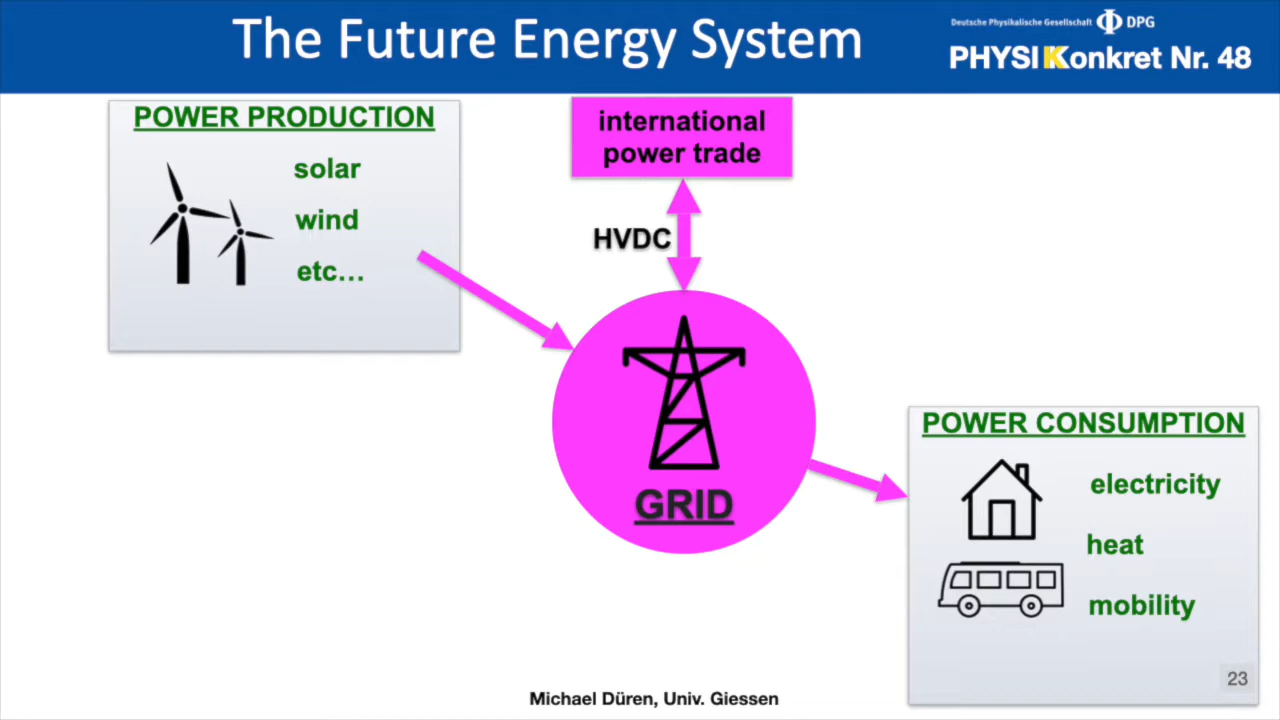 The Future Energy System
Deutsche Physikalische Gesellschaft DPG
PHYSIKonkret Nr. 48
POWER PRODUCTION
solar
wind
etc…
international
power trade
HVDC
GRID
POWER CONSUMPTION
electricity
heat
mobility
23
Michael Düren, Univ. Giessen